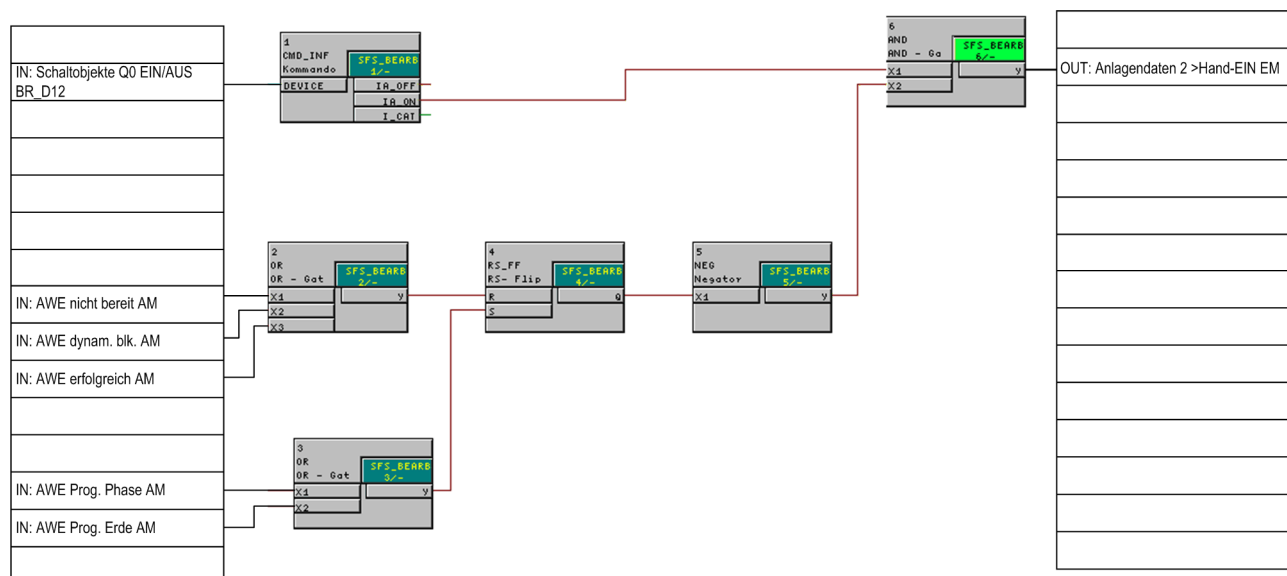 IN: Schaltobjekte Q0 EIN/AUS
BR_D12
IN: AWE nicht bereit AM
IN: AWE dynam. blk. AM
IN: AWE erfolgreich AM
IN: AWE Prog. Phase AM
IN: AWE Prog. Erde AM
1
CMD_INF
Kommando
SFS_BEARB
1/-
DEVICE
IA_OFF
IA_ON
I_CAT
2
OR
OR - Gat
SFS_BEARB
2/-
X1
Y
X2
X3
3
OR
OR - Gat
SFS_BEARB
3/-
X1
Y
X2
4
RS_FF
RS- Flip
SFS_BEARB
4/-
R
Q
S
5
NEG
Negator
SFS_BEARB
5/-
X1
Y
6
AND
AND - Ga
SFS_BEARB
6/-
X1
Y
X2
OUT: Anlagendaten 2 >Hand-EIN EM